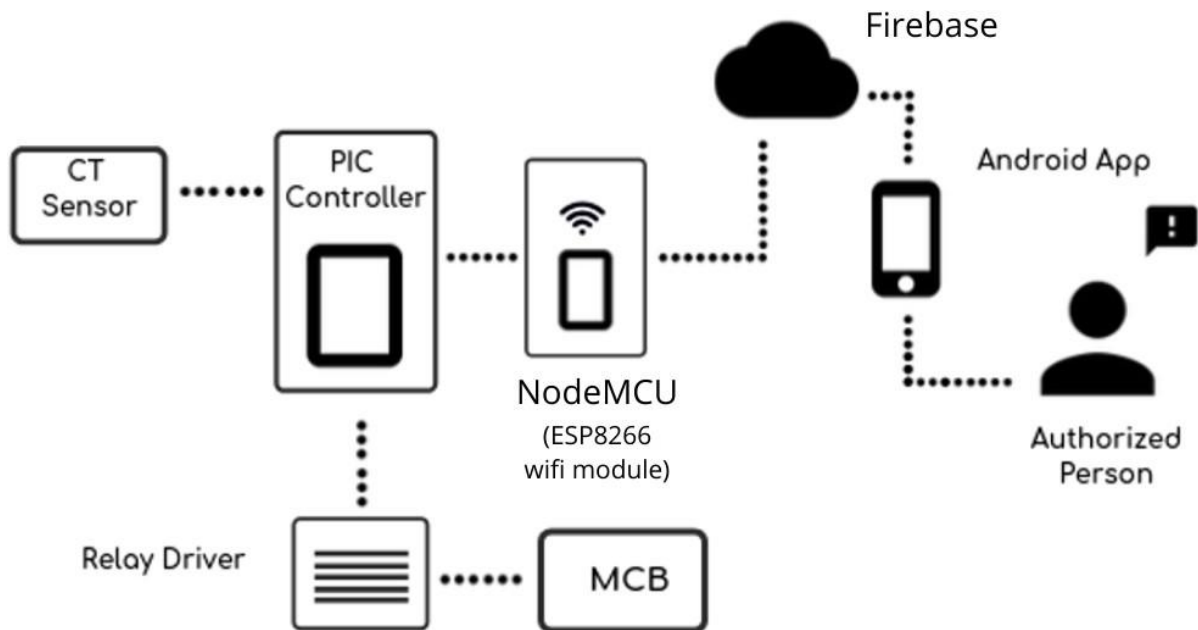 Firebase
CT
Sensor
PIC
Controller
Android App
!
NodeMCU
(ESP8266
wifi module)
Authorized
Person
Relay Driver
MCB